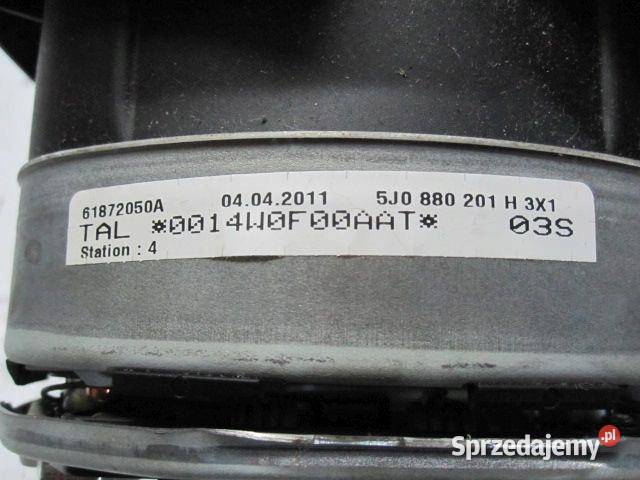 61872050A 04.04.2011 5J0 880 201 H 3X1
TAL *0014W0F00AAT* 03S
Station : 4
Sprzedajemy.pl